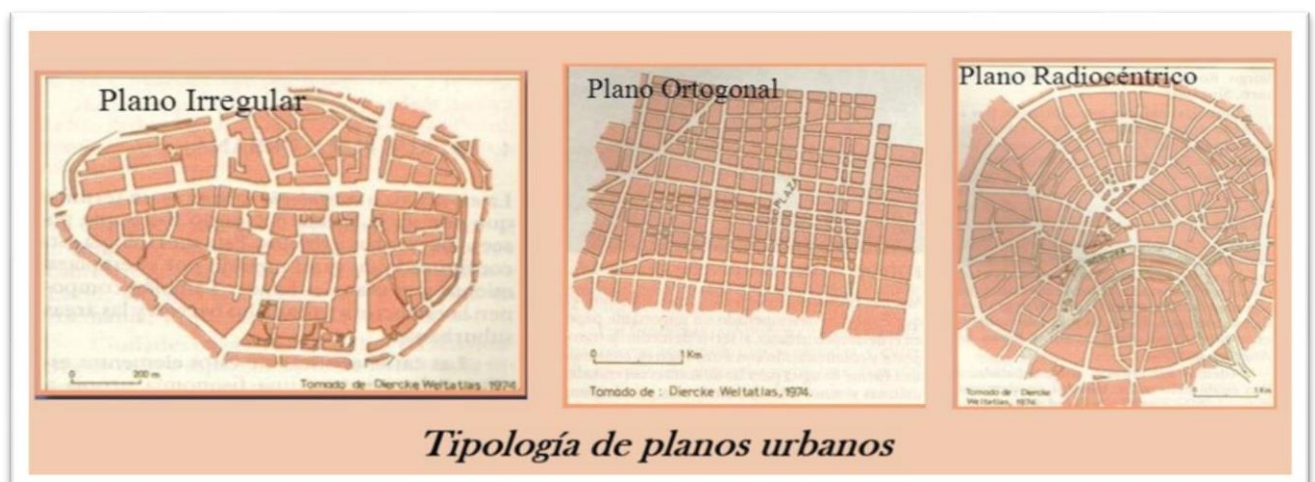 Plano Irregular
0 200 m
Tomado de : Diercke Weltatlas 1974
Plano Ortogonal
PLAZA
0 1 Km
Tomado de : Diercke Weltatlas, 1974.
Plano Radiocéntrico
0 1 Km
Tomado de : Diercke
Weltatlas, 1974.
Tipología de planos urbanos